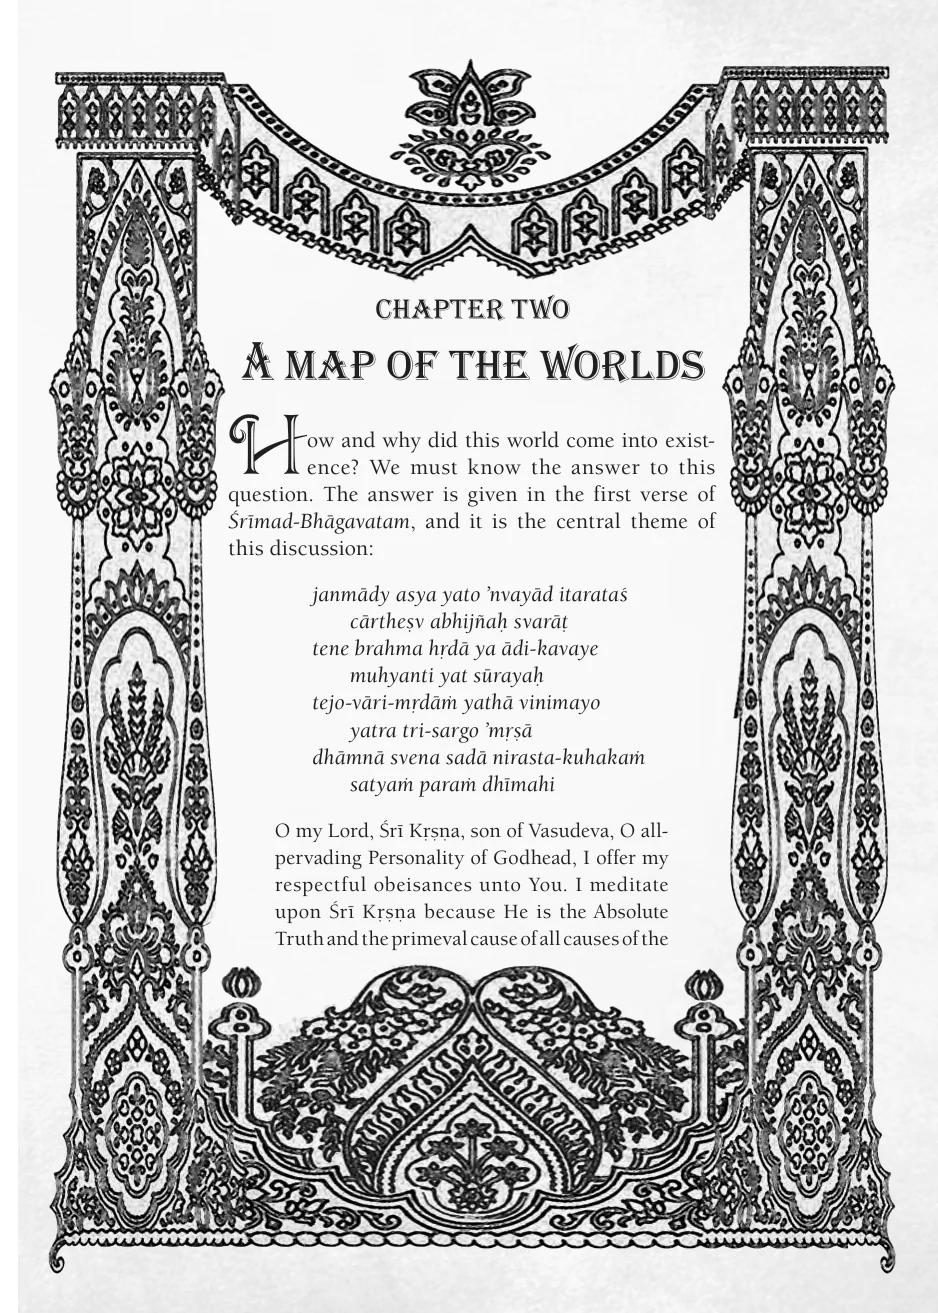 CHAPTER TWO
A MAP OF THE WORLDS
How and why did this world come into exist-
ence? We must know the answer to this
question. The answer is given in the first verse of
Śrīmad-Bhāgavatam, and it is the central theme of
this discussion:
janmādy asya yato ’nvayād itarataś
cārtheṣv abhijñaḥ svarāṭ
tene brahma hṛdā ya ādi-kavaye
muhyanti yat sūrayaḥ
tejo-vāri-mṛdāṁ yathā vinimayo
yatra tri-sargo ’mṛṣā
dhāmnā svena sadā nirasta-kuhakaṁ
satyaṁ paraṁ dhīmahi
O my Lord, Śrī Kṛṣṇa, son of Vasudeva, O all-
pervading Personality of Godhead, I offer my
respectful obeisances unto You. I meditate
upon Śrī Kṛṣṇa because He is the Absolute
Truth and the primeval cause of all causes of the